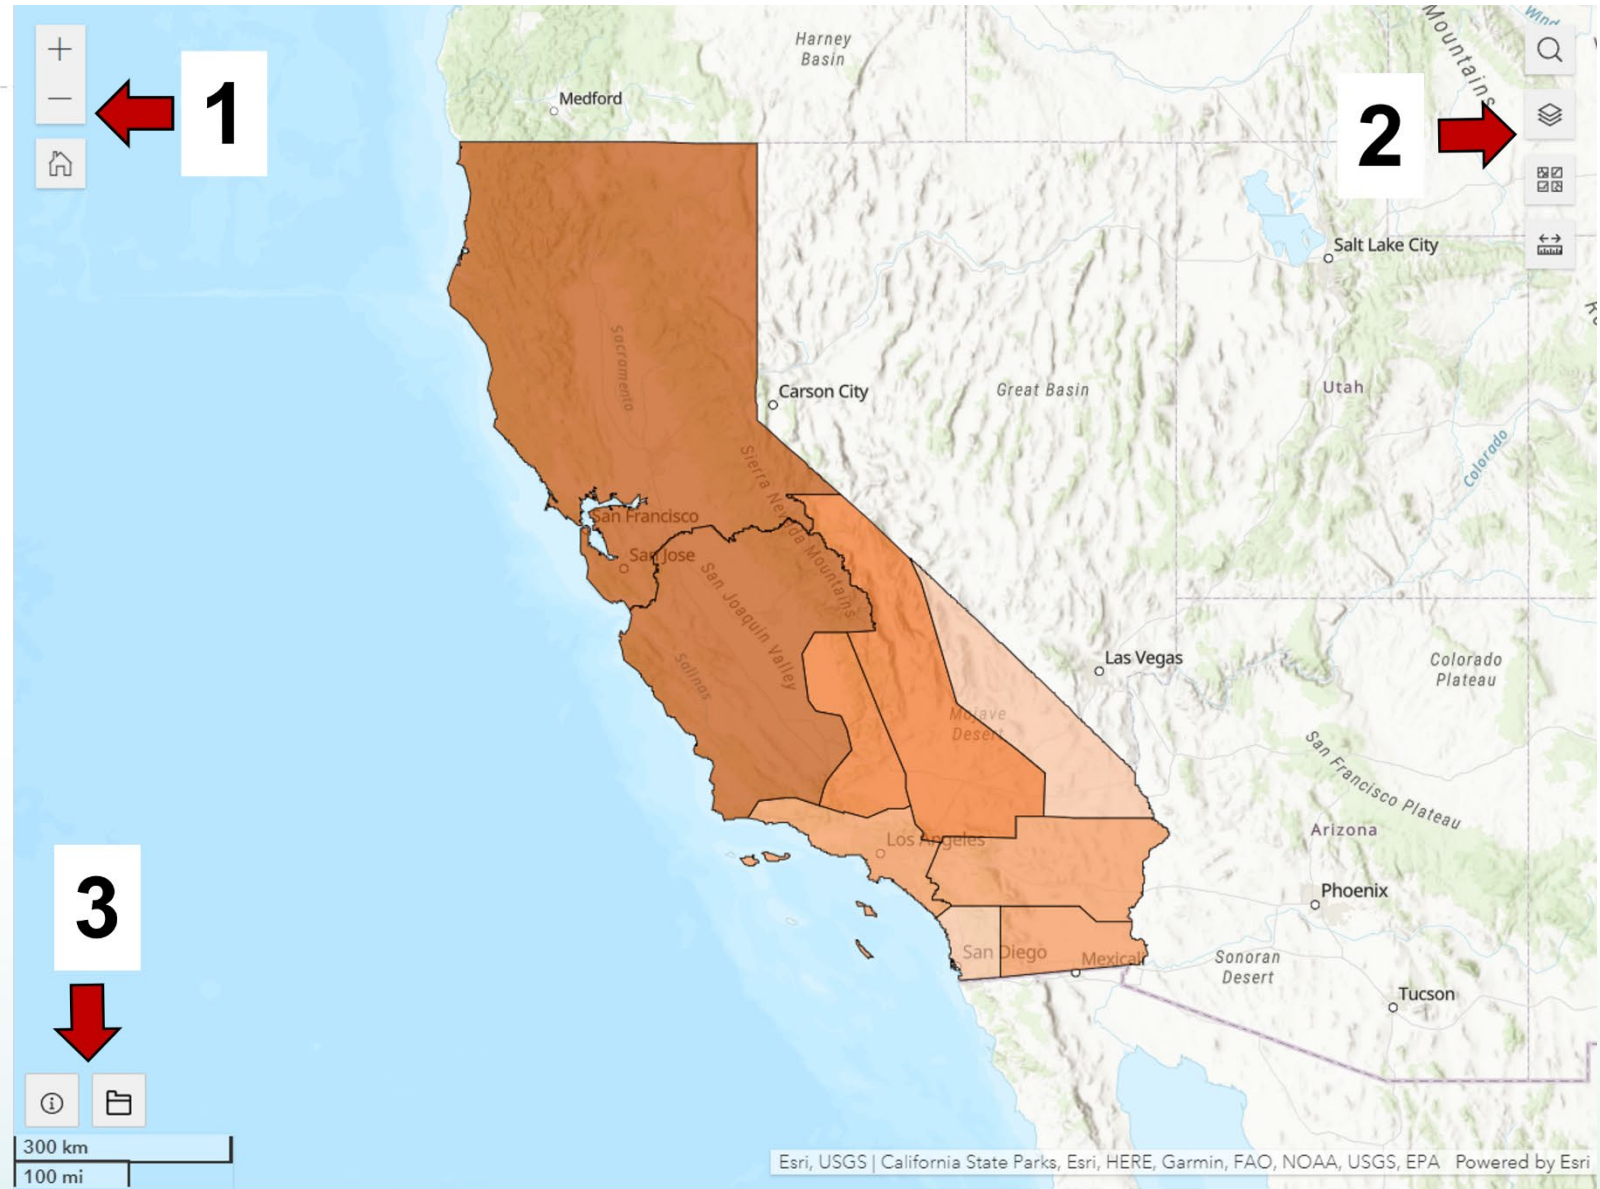 Harney
Basin
Wind
Mountains
1
2
Medford
Salt Lake City
Sacramento
Carson City
Great Basin
Utah
Colorado
Sierra Nevada Mountains
San Francisco
San Jose
San Joaquin Valley
Salinas
Las Vegas
Colorado
Plateau
Mojave
Desert
San Francisco Plateau
Los Angeles
Arizona
Phoenix
3
San Diego
Mexicali
Sonoran
Desert
Tucson
300 km
100 mi
Esri, USGS | California State Parks, Esri, HERE, Garmin, FAO, NOAA, USGS, EPA Powered by Esri